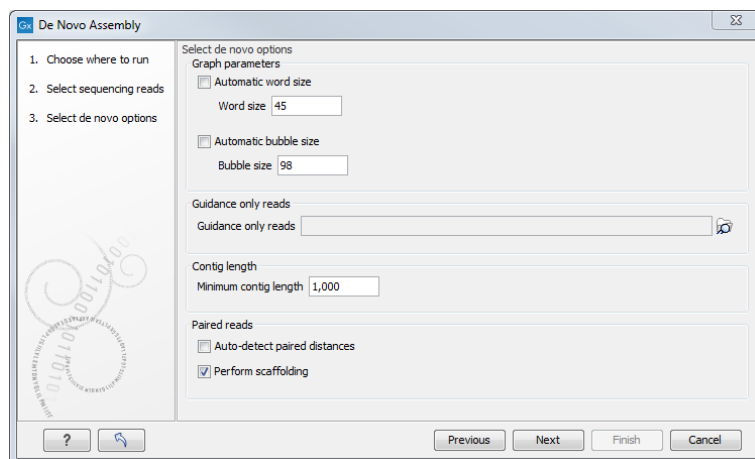 Gx De Novo Assembly
1. Choose where to run
2. Select sequencing reads
3. Select de novo options
Select de novo options
Graph parameters
Automatic word size
Word size 45
Automatic bubble size
Bubble size 98
Guidance only reads
Guidance only reads
Contig length
Minimum contig length 1,000
Paired reads
Auto-detect paired distances
Perform scaffolding
? Previous Next Finish Cancel